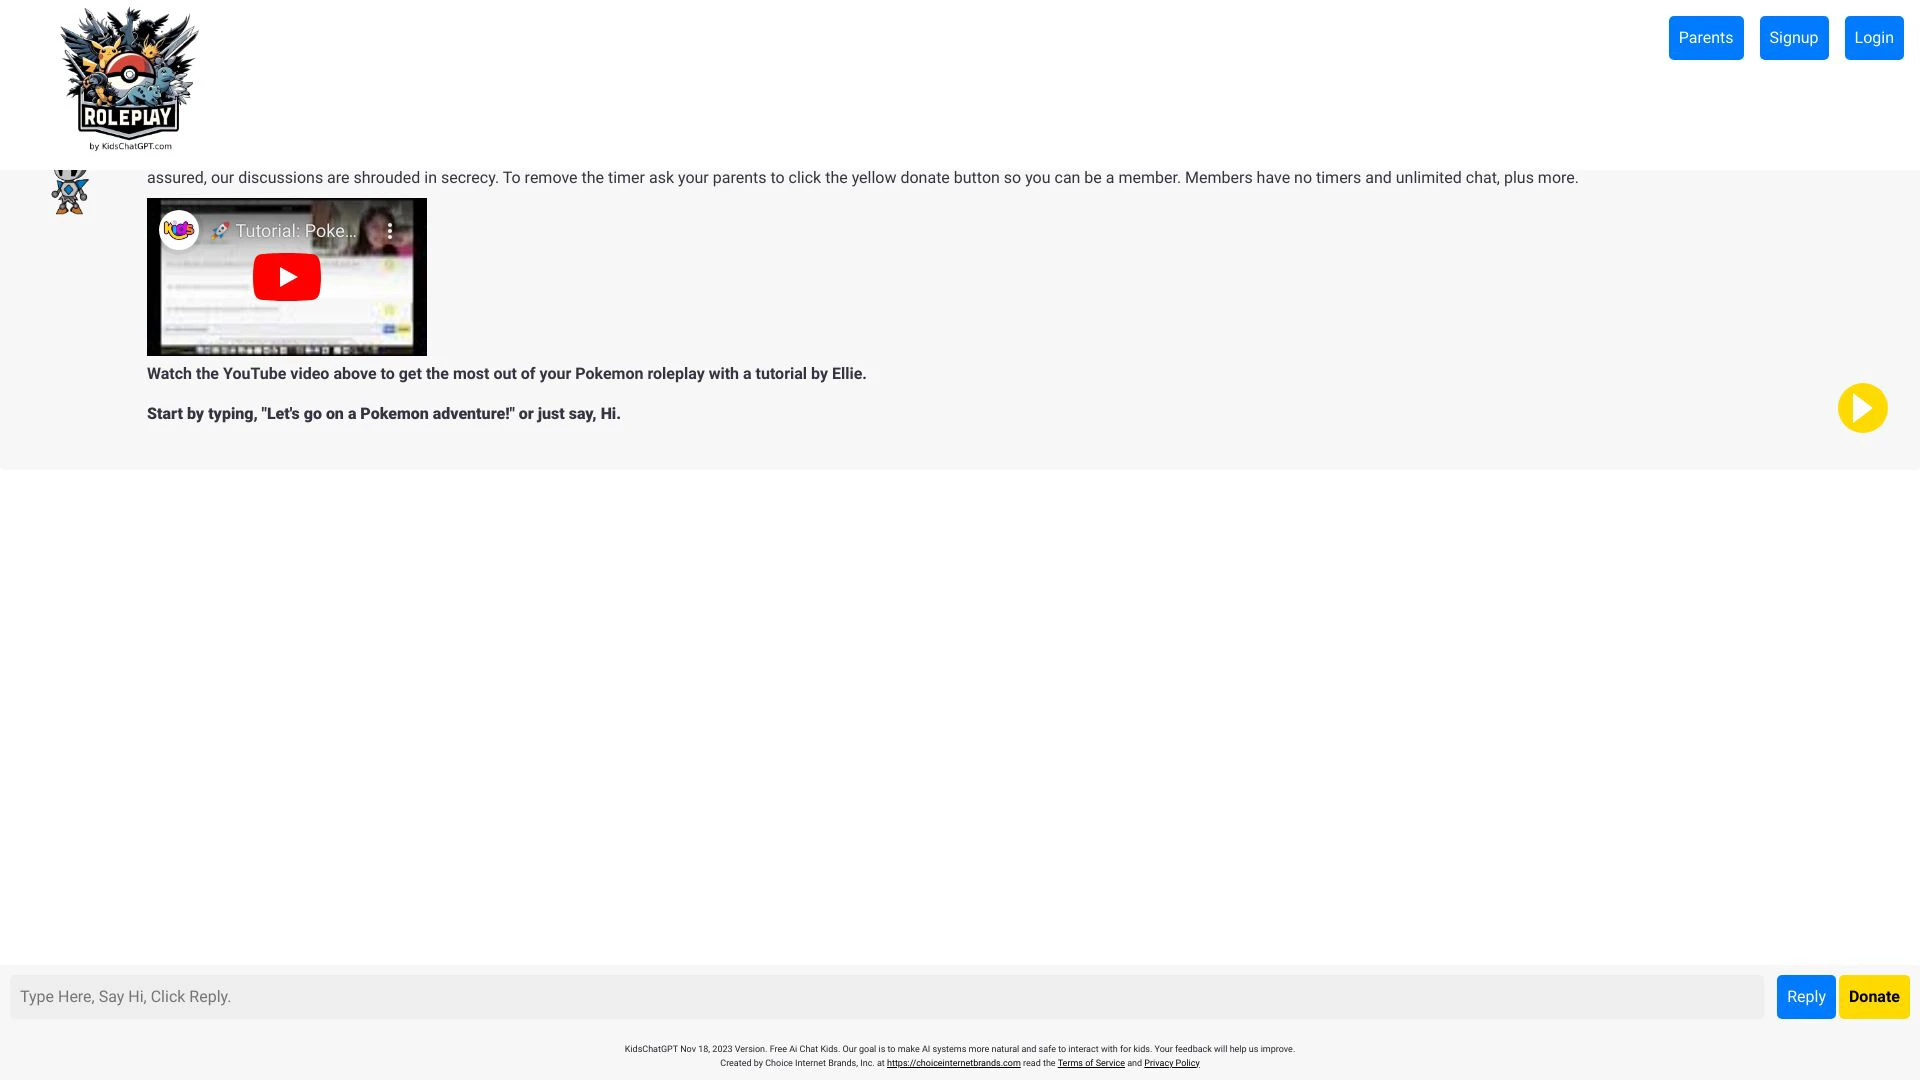 Parents
Signup
Login
ROLEPLAY
by KidsChatGPT.com
assured, our discussions are shrouded in secrecy. To remove the timer ask your parents to click the yellow donate button so you can be a member. Members have no timers and unlimited chat, plus more.
Kids
🚀 Tutorial: Poke...
Watch the YouTube video above to get the most out of your Pokemon roleplay with a tutorial by Ellie.
Start by typing, "Let's go on a Pokemon adventure!" or just say, Hi.
Type Here, Say Hi, Click Reply.
Reply
Donate
KidsChatGPT Nov 18, 2023 Version. Free Ai Chat Kids. Our goal is to make AI systems more natural and safe to interact with for kids. Your feedback will help us improve.
Created by Choice Internet Brands, Inc. at https://choiceinternetbrands.com read the Terms of Service and Privacy Policy